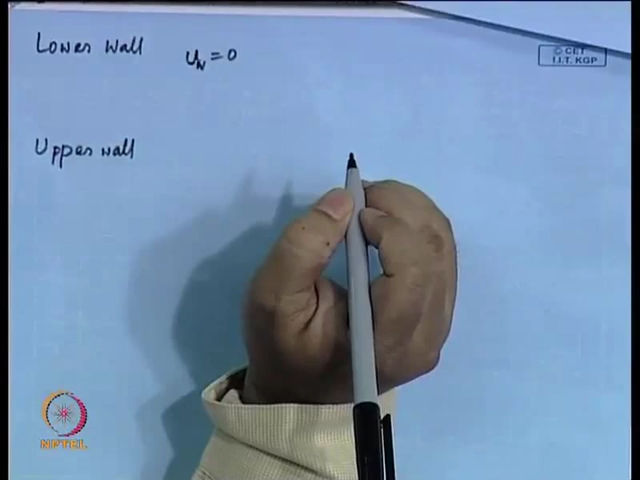 Lower Wall u_N = 0
© CET
I.I.T. KGP
Upper wall
NPTEL